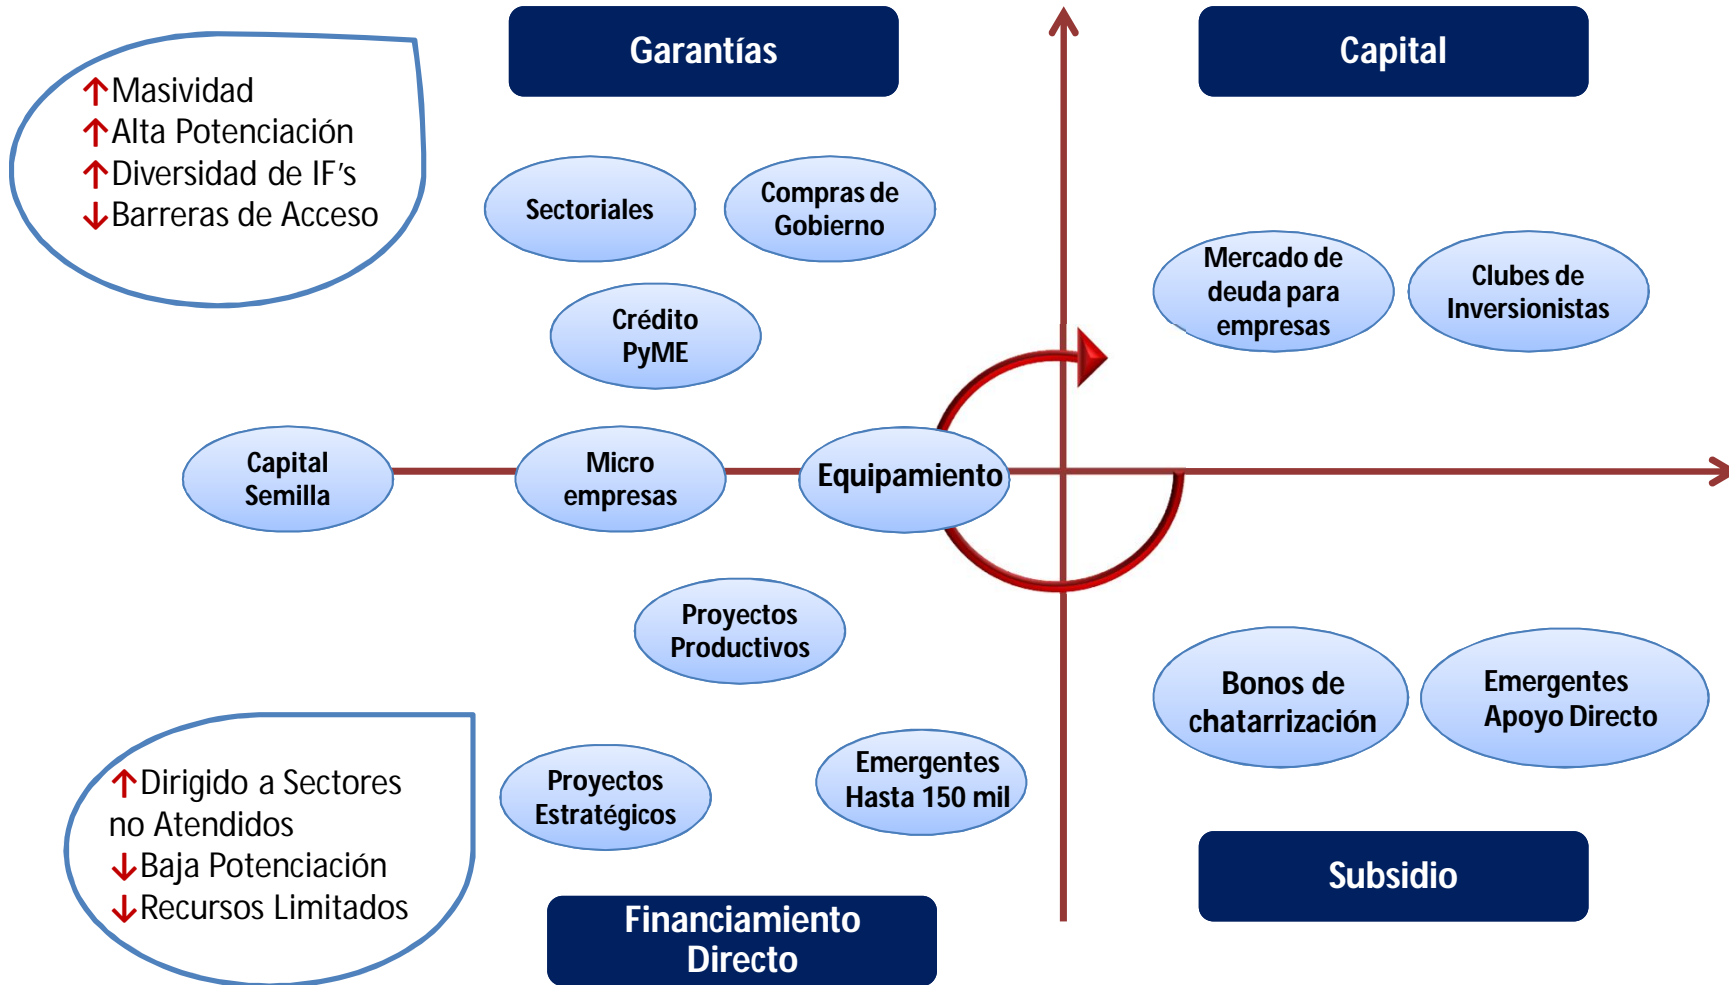 Garantías
Capital
↑Masividad
↑Alta Potenciación
↑Diversidad de IF's
↓Barreras de Acceso
Sectoriales
Compras de
Gobierno
Mercado de
deuda para
empresas
Clubes de
Inversionistas
Crédito
PyME
Capital
Semilla
Micro
empresas
Equipamiento
Proyectos
Productivos
Bonos de
chatarrización
Emergentes
Apoyo Directo
Proyectos
Estratégicos
Emergentes
Hasta 150 mil
↑Dirigido a Sectores
no Atendidos
↓Baja Potenciación
↓Recursos Limitados
Financiamiento
Directo
Subsidio